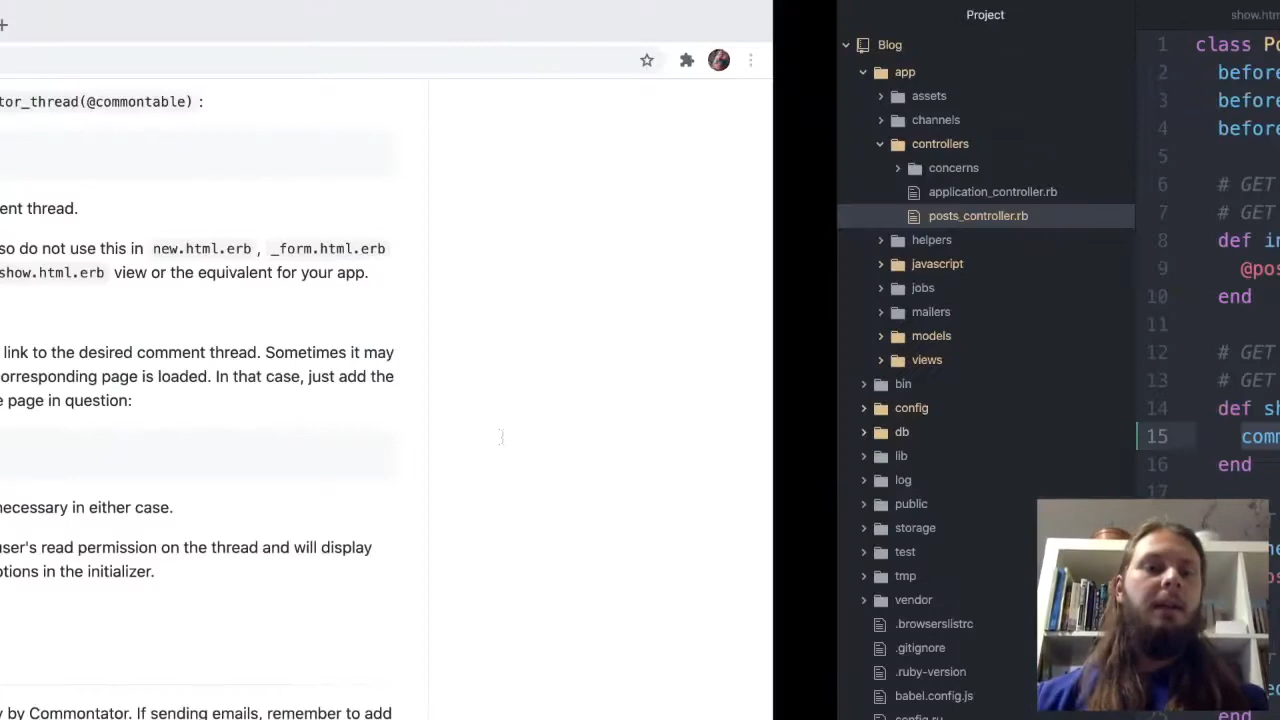 tor_thread(@commontable) :
ent thread.
so do not use this in new.html.erb , _form.html.erb
show.html.erb view or the equivalent for your app.
link to the desired comment thread. Sometimes it may
orresponding page is loaded. In that case, just add the
e page in question:
necessary in either case.
user's read permission on the thread and will display
otions in the initializer.
y by Commontator. If sending emails, remember to add
Project
Blog
app
assets
channels
controllers
concerns
application_controller.rb
posts_controller.rb
helpers
javascript
jobs
mailers
models
views
bin
config
db
lib
log
public
storage
test
tmp
vendor
.browserslistrc
.gitignore
.ruby-version
babel.config.js
config.ru
show.htm
1 class Po
2 before
3 before
4 before
5
6 # GET
7 # GET
8 def in
9 @pos
10 end
11
12 # GET
13 # GET
14 def sh
15 comm
16 end
17
end